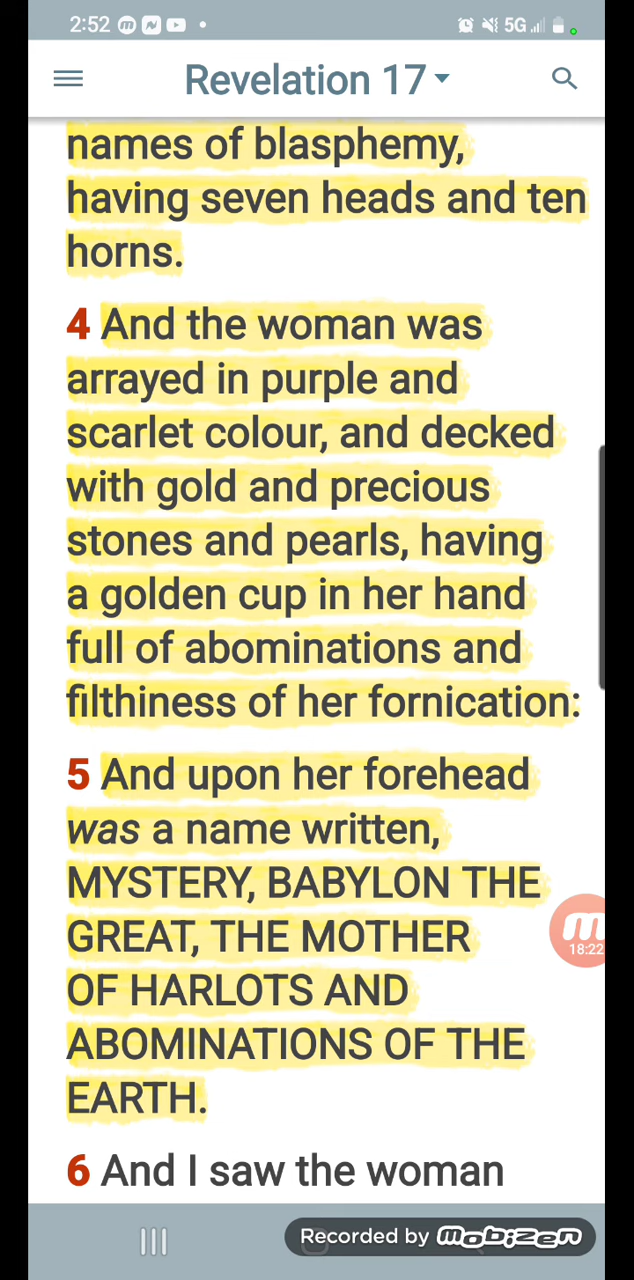 2:52
5G
Revelation 17
names of blasphemy,
having seven heads and ten
horns.
4 And the woman was
arrayed in purple and
scarlet colour, and decked
with gold and precious
stones and pearls, having
a golden cup in her hand
full of abominations and
filthiness of her fornication:
5 And upon her forehead
was a name written,
MYSTERY, BABYLON THE
GREAT, THE MOTHER
OF HARLOTS AND
ABOMINATIONS OF THE
EARTH.
18:22
6 And I saw the woman
Recorded by mobizen